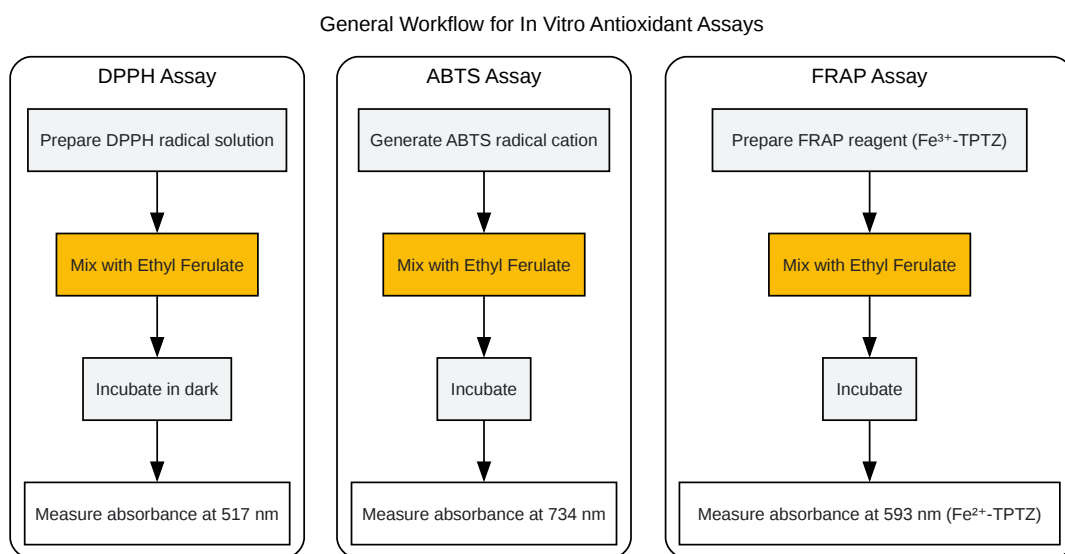 General Workflow for In Vitro Antioxidant Assays
DPPH Assay
Prepare DPPH radical solution
Mix with Ethyl Ferulate
Incubate in dark
Measure absorbance at 517 nm
ABTS Assay
Generate ABTS radical cation
Mix with Ethyl Ferulate
Incubate
Measure absorbance at 734 nm
FRAP Assay
Prepare FRAP reagent (Fe³⁺-TPTZ)
Mix with Ethyl Ferulate
Incubate
Measure absorbance at 593 nm (Fe²⁺-TPTZ)